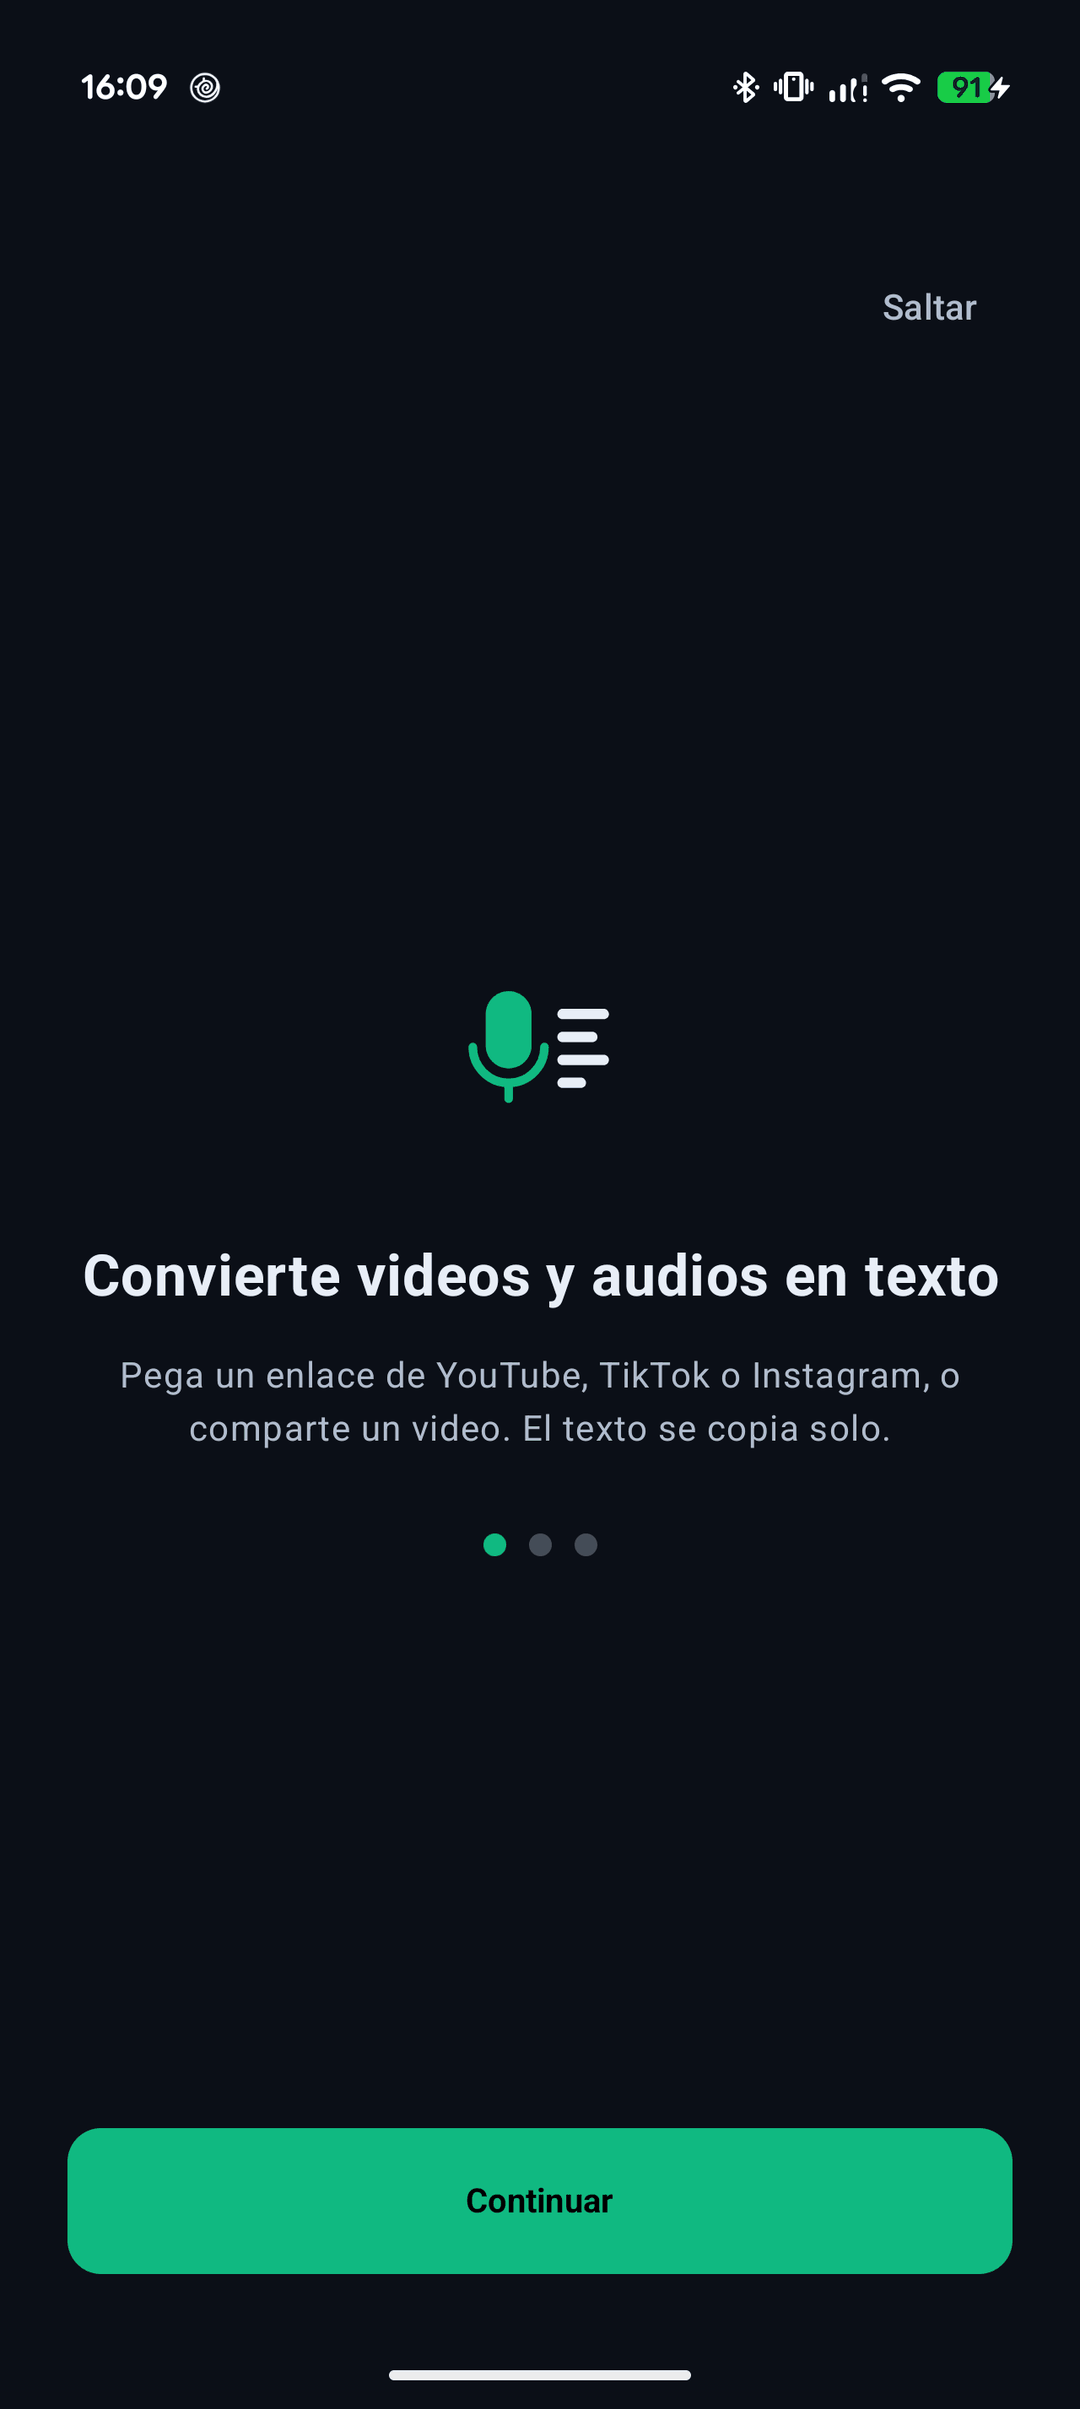 16:09
91
Saltar
Convierte videos y audios en texto
Pega un enlace de YouTube, TikTok o Instagram, o
comparte un video. El texto se copia solo.
Continuar